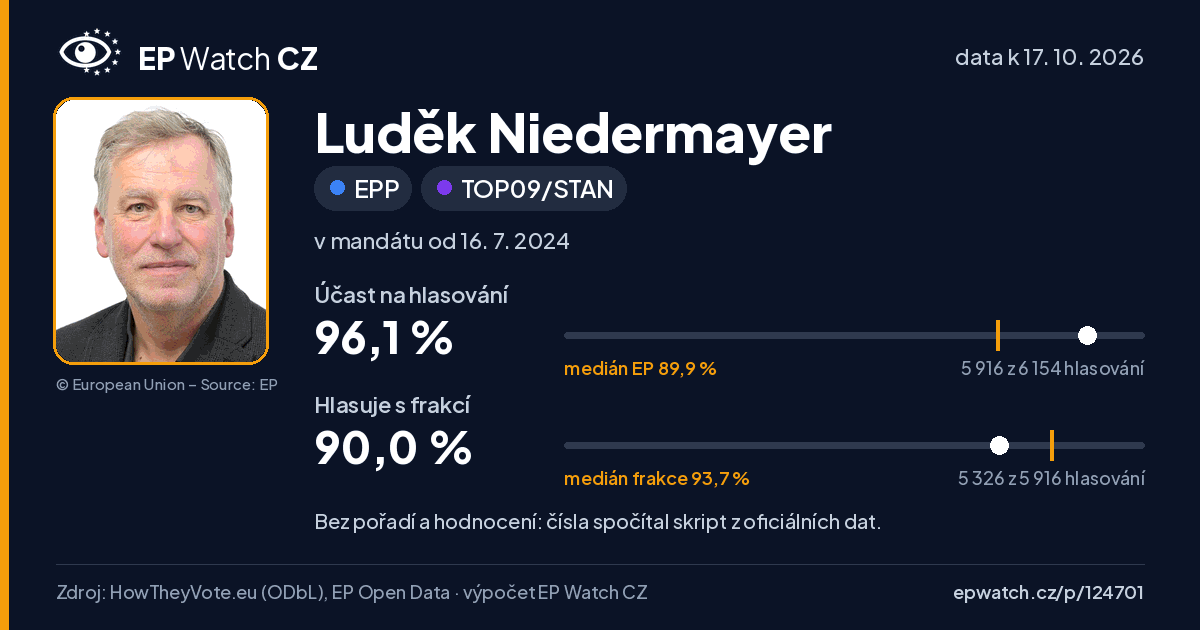 EP Watch CZ
data k 17. 10. 2026
Luděk Niedermayer
EPP
TOP09/STAN
v mandátu od 16. 7. 2024
Účast na hlasování
96,1 %
medián EP 89,9 %
5 916 z 6 154 hlasování
© European Union – Source: EP
Hlasuje s frakcí
90,0 %
medián frakce 93,7 %
5 326 z 5 916 hlasování
Bez pořadí a hodnocení: čísla spočítal skript z oficiálních dat.
Zdroj: HowTheyVote.eu (ODbL), EP Open Data · výpočet EP Watch CZ
epwatch.cz/p/124701